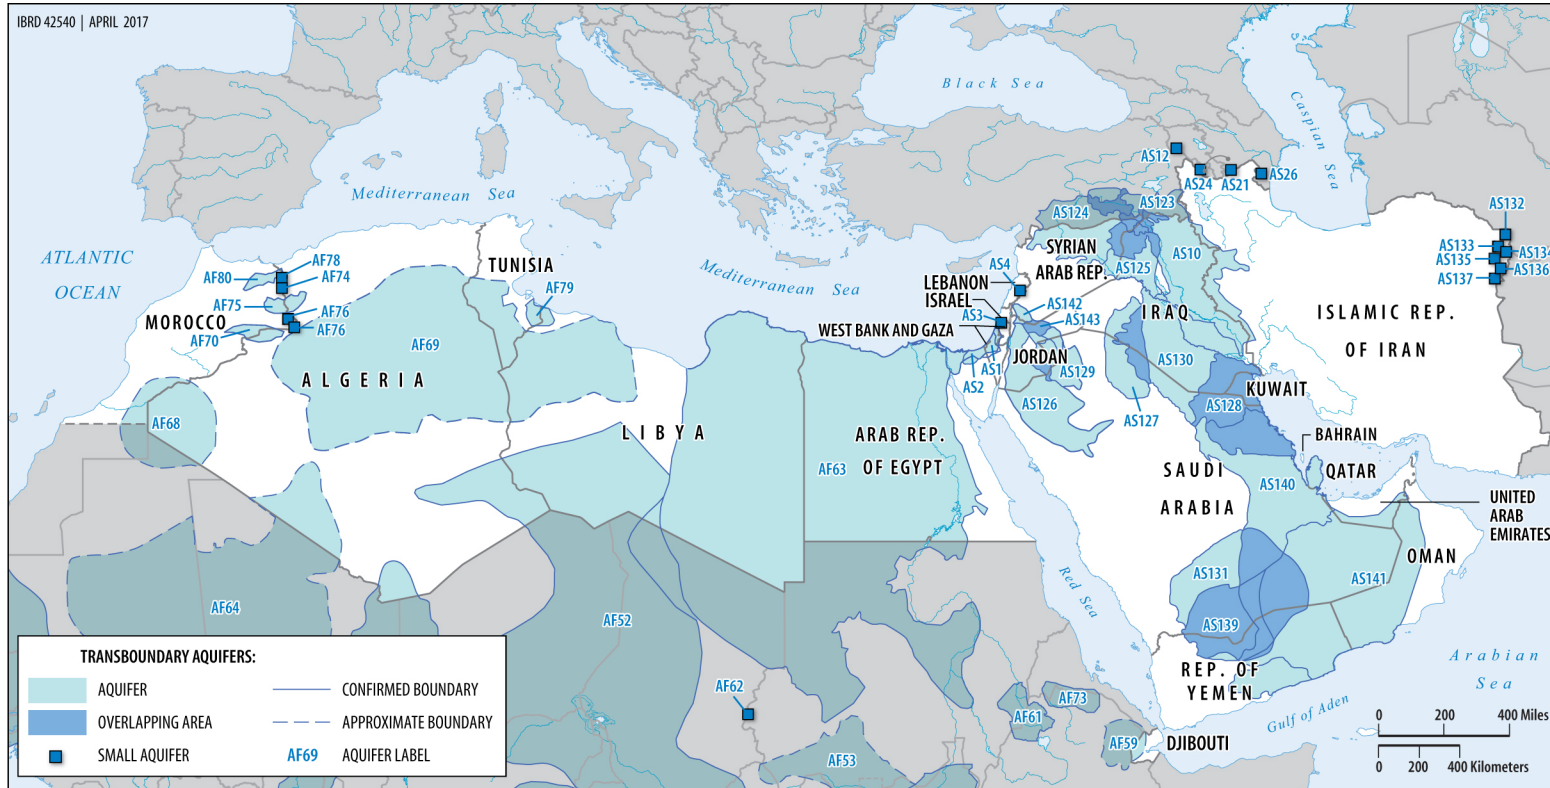 IBRD 42540 | APRIL 2017
Black Sea
Caspian Sea
Mediterranean Sea
ATLANTIC
OCEAN
Mediterranean Sea
AS12
AS24
AS21
AS26
AS132
AS133
AS134
AS135
AS136
AS137
AS124
AS123
AS10
AS125
SYRIAN
ARAB REP.
AS4
LEBANON
ISRAEL
AS3
WEST BANK AND GAZA
AS142
AS143
IRAQ
ISLAMIC REP.
OF IRAN
AF78
AF80
AF74
AF75
AF76
AF76
MOROCCO
AF70
TUNISIA
AF79
AF69
ALGERIA
AF68
LIBYA
ARAB REP.
OF EGYPT
AF63
AS1
AS2
JORDAN
AS129
AS126
AS130
AS127
KUWAIT
AS128
BAHRAIN
QATAR
SAUDI
ARABIA
AS140
UNITED
ARAB
EMIRATES
OMAN
AS131
AS141
AS139
REP. OF
YEMEN
Red Sea
Arabian
Sea
Gulf of Aden
DJIBOUTI
AF64
AF52
AF62
AF53
AF61
AF73
AF59
TRANSBOUNDARY AQUIFERS:
AQUIFER
CONFIRMED BOUNDARY
OVERLAPPING AREA
APPROXIMATE BOUNDARY
SMALL AQUIFER
AF69 AQUIFER LABEL
0 200 400 Miles
0 200 400 Kilometers